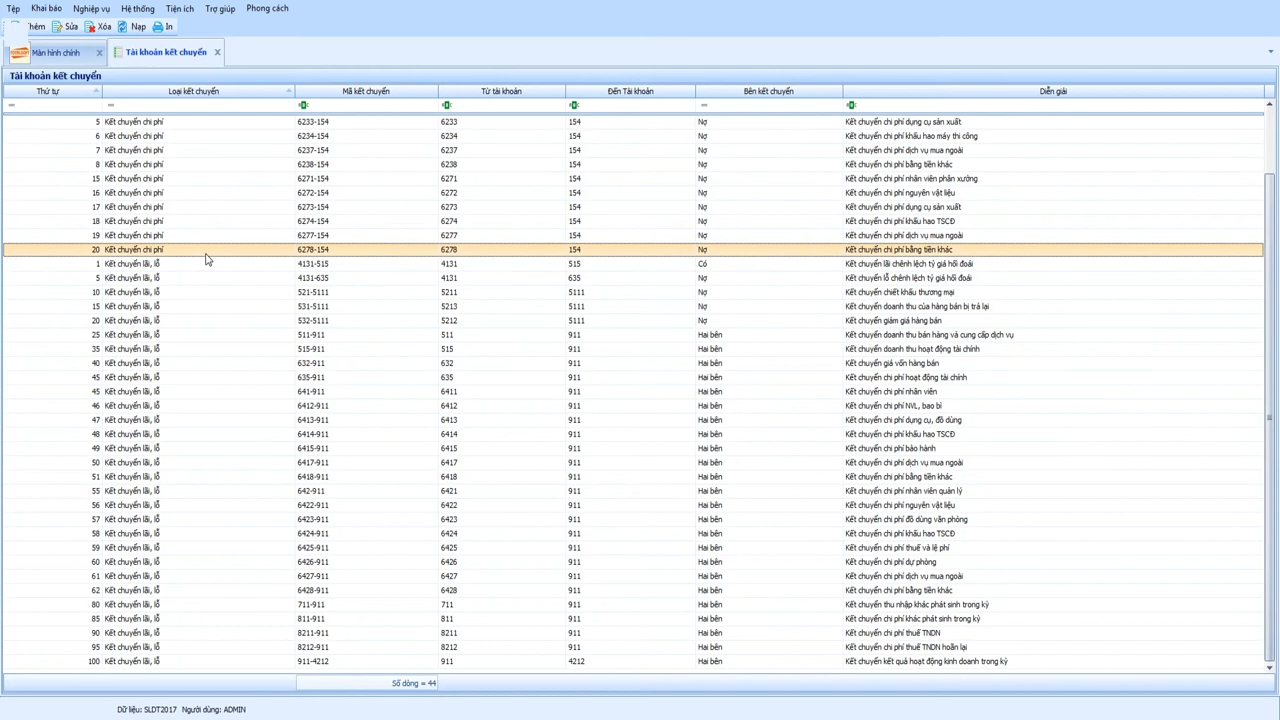 Tệp Khai báo Nghiệp vụ Hệ thống Tiện ích Trợ giúp Phong cách
Thêm Sửa Xóa Nạp In
Màn hình chính x Tài khoản kết chuyển x
Tài khoản kết chuyển
Thứ tự Loại kết chuyển Mã kết chuyển Từ tài khoản Đến Tài khoản Bên kết chuyển Diễn giải
5 Kết chuyển chi phí 6233-154 6233 154 Nợ Kết chuyển chi phí dụng cụ sản xuất
6 Kết chuyển chi phí 6234-154 6234 154 Nợ Kết chuyển chi phí khấu hao máy thi công
7 Kết chuyển chi phí 6237-154 6237 154 Nợ Kết chuyển chi phí dịch vụ mua ngoài
8 Kết chuyển chi phí 6238-154 6238 154 Nợ Kết chuyển chi phí bằng tiền khác
15 Kết chuyển chi phí 6271-154 6271 154 Nợ Kết chuyển chi phí nhân viên phân xưởng
16 Kết chuyển chi phí 6272-154 6272 154 Nợ Kết chuyển chi phí nguyên vật liệu
17 Kết chuyển chi phí 6273-154 6273 154 Nợ Kết chuyển chi phí dụng cụ sản xuất
18 Kết chuyển chi phí 6274-154 6274 154 Nợ Kết chuyển chi phí khấu hao TSCĐ
19 Kết chuyển chi phí 6277-154 6277 154 Nợ Kết chuyển chi phí dịch vụ mua ngoài
20 Kết chuyển chi phí 6278-154 6278 154 Nợ Kết chuyển chi phí bằng tiền khác
1 Kết chuyển lãi, lỗ 4131-515 4131 515 Có Kết chuyển lãi chênh lệch tỷ giá hối đoái
5 Kết chuyển lãi, lỗ 4131-635 4131 635 Nợ Kết chuyển lỗ chênh lệch tỷ giá hối đoái
10 Kết chuyển lãi, lỗ 521-5111 5211 5111 Nợ Kết chuyển chiết khấu thương mại
15 Kết chuyển lãi, lỗ 531-5111 5213 5111 Nợ Kết chuyển doanh thu của hàng bán bị trả lại
20 Kết chuyển lãi, lỗ 532-5111 5212 5111 Nợ Kết chuyển giảm giá hàng bán
25 Kết chuyển lãi, lỗ 511-911 511 911 Hai bên Kết chuyển doanh thu bán hàng và cung cấp dịch vụ
35 Kết chuyển lãi, lỗ 515-911 515 911 Hai bên Kết chuyển doanh thu hoạt động tài chính
40 Kết chuyển lãi, lỗ 632-911 632 911 Hai bên Kết chuyển giá vốn hàng bán
45 Kết chuyển lãi, lỗ 635-911 635 911 Hai bên Kết chuyển chi phí hoạt động tài chính
45 Kết chuyển lãi, lỗ 641-911 6411 911 Hai bên Kết chuyển chi phí nhân viên
46 Kết chuyển lãi, lỗ 6412-911 6412 911 Hai bên Kết chuyển chi phí NVL, bao bì
47 Kết chuyển lãi, lỗ 6413-911 6413 911 Hai bên Kết chuyển chi phí dụng cụ, đồ dùng
48 Kết chuyển lãi, lỗ 6414-911 6414 911 Hai bên Kết chuyển chi phí khấu hao TSCĐ
49 Kết chuyển lãi, lỗ 6415-911 6415 911 Hai bên Kết chuyển chi phí bảo hành
50 Kết chuyển lãi, lỗ 6417-911 6417 911 Hai bên Kết chuyển chi phí dịch vụ mua ngoài
51 Kết chuyển lãi, lỗ 6418-911 6418 911 Hai bên Kết chuyển chi phí bằng tiền khác
55 Kết chuyển lãi, lỗ 642-911 6421 911 Hai bên Kết chuyển chi phí nhân viên quản lý
56 Kết chuyển lãi, lỗ 6422-911 6422 911 Hai bên Kết chuyển chi phí nguyên vật liệu
57 Kết chuyển lãi, lỗ 6423-911 6423 911 Hai bên Kết chuyển chi phí đồ dùng văn phòng
58 Kết chuyển lãi, lỗ 6424-911 6424 911 Hai bên Kết chuyển chi phí khấu hao TSCĐ
59 Kết chuyển lãi, lỗ 6425-911 6425 911 Hai bên Kết chuyển chi phí thuế và lệ phí
60 Kết chuyển lãi, lỗ 6426-911 6426 911 Hai bên Kết chuyển chi phí dự phòng
61 Kết chuyển lãi, lỗ 6427-911 6427 911 Hai bên Kết chuyển chi phí dịch vụ mua ngoài
62 Kết chuyển lãi, lỗ 6428-911 6428 911 Hai bên Kết chuyển chi phí bằng tiền khác
80 Kết chuyển lãi, lỗ 711-911 711 911 Hai bên Kết chuyển thu nhập khác phát sinh trong kỳ
85 Kết chuyển lãi, lỗ 811-911 811 911 Hai bên Kết chuyển chi phí khác phát sinh trong kỳ
90 Kết chuyển lãi, lỗ 8211-911 8211 911 Hai bên Kết chuyển chi phí thuế TNDN
95 Kết chuyển lãi, lỗ 8212-911 8212 911 Hai bên Kết chuyển chi phí thuế TNDN hoãn lại
100 Kết chuyển lãi, lỗ 911-4212 911 4212 Hai bên Kết chuyển kết quả hoạt động kinh doanh trong kỳ
Số dòng = 44
Dữ liệu: SLDT2017 Người dùng: ADMIN